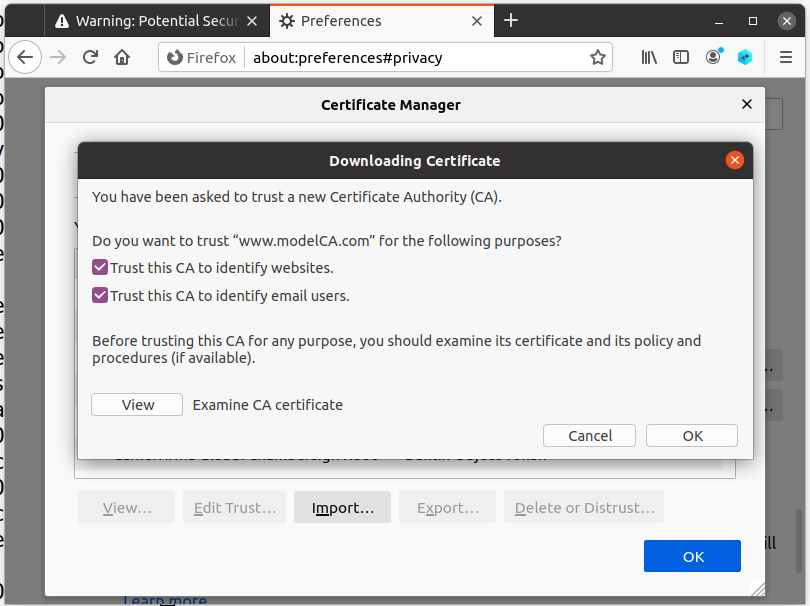 Warning: Potential Secur
Preferences
Firefox about:preferences#privacy
Certificate Manager
Downloading Certificate
You have been asked to trust a new Certificate Authority (CA).
Do you want to trust “www.modelCA.com” for the following purposes?
Trust this CA to identify websites.
Trust this CA to identify email users.
Before trusting this CA for any purpose, you should examine its certificate and its policy and
procedures (if available).
View Examine CA certificate
Cancel OK
View… Edit Trust… Import… Export… Delete or Distrust…
OK
Learn more